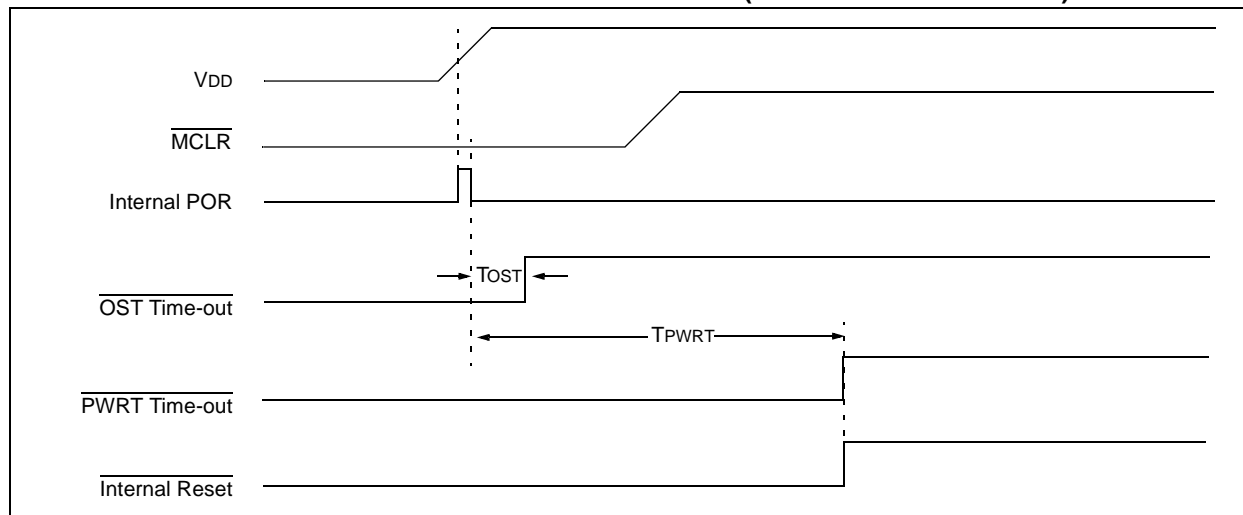 VDD
MCLR
Internal POR
TOST
OST Time-out
TPWRT
PWRT Time-out
Internal Reset